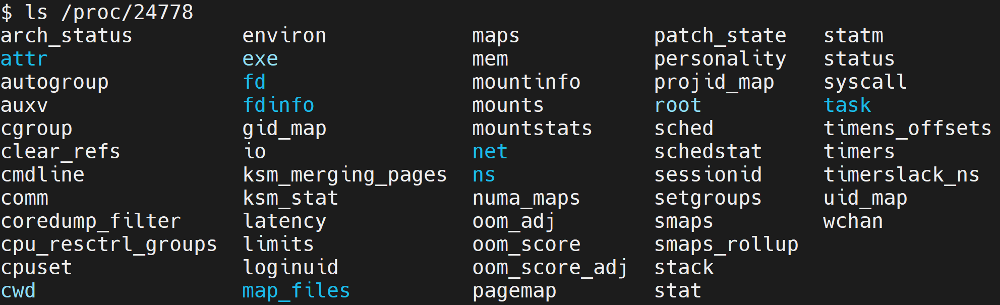 $ ls /proc/24778
arch_status environ maps patch_state statm
attr exe mem personality status
autogroup fd mountinfo projid_map syscall
auxv fdinfo mounts root task
cgroup gid_map mountstats sched timens_offsets
clear_refs io net schedstat timers
cmdline ksm_merging_pages ns sessionid timerslack_ns
comm ksm_stat numa_maps setgroups uid_map
coredump_filter latency oom_adj smaps wchan
cpu_resctrl_groups limits oom_score smaps_rollup
cpuset loginuid oom_score_adj stack
cwd map_files pagemap stat